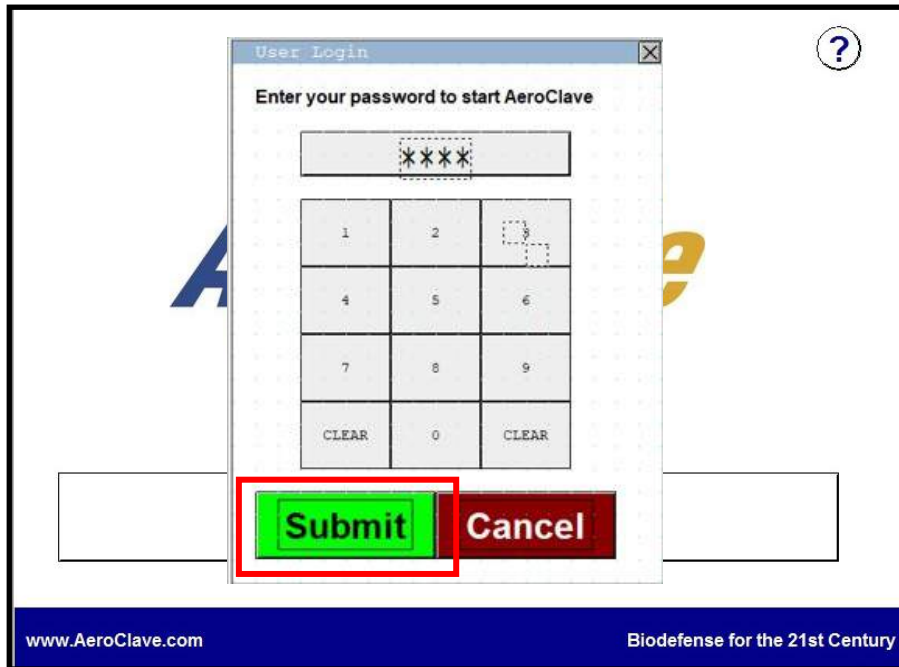 ?
User Login
Enter your password to start AeroClave
****
1 2 3
4 5 6
7 8 9
CLEAR 0 CLEAR
Submit Cancel
www.AeroClave.com Biodefense for the 21st Century